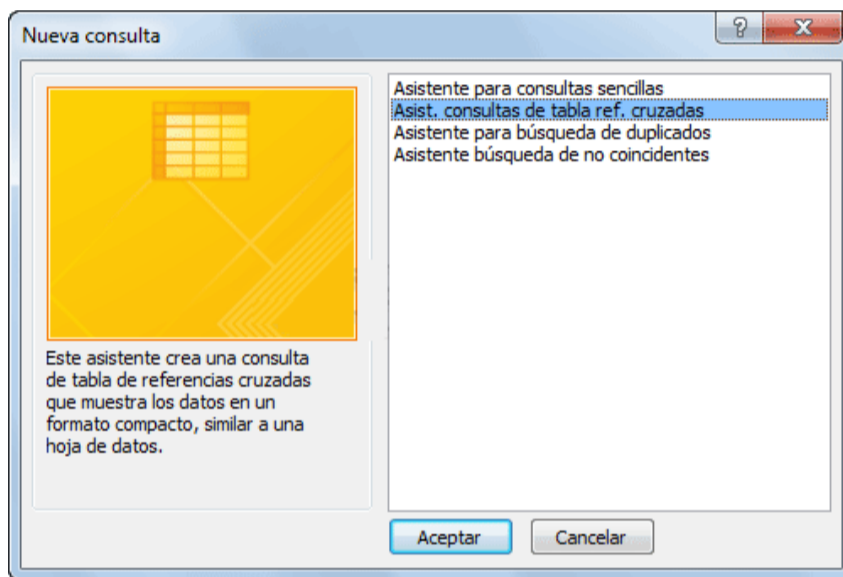 Nueva consulta
Asistente para consultas sencillas
Asist. consultas de tabla ref. cruzadas
Asistente para búsqueda de duplicados
Asistente búsqueda de no coincidentes
Este asistente crea una consulta
de tabla de referencias cruzadas
que muestra los datos en un
formato compacto, similar a una
hoja de datos.
Aceptar
Cancelar